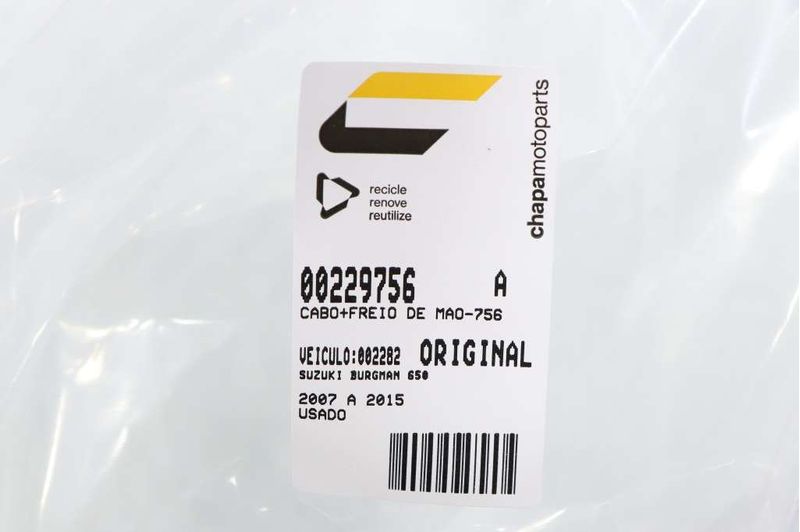 chapamotoparts
recicle
renove
reutilize
00229756 A
CABO+FREIO DE MAO-756
VEICULO:002282 ORIGINAL
SUZUKI BURGMAN 650
2007 A 2015
USADO